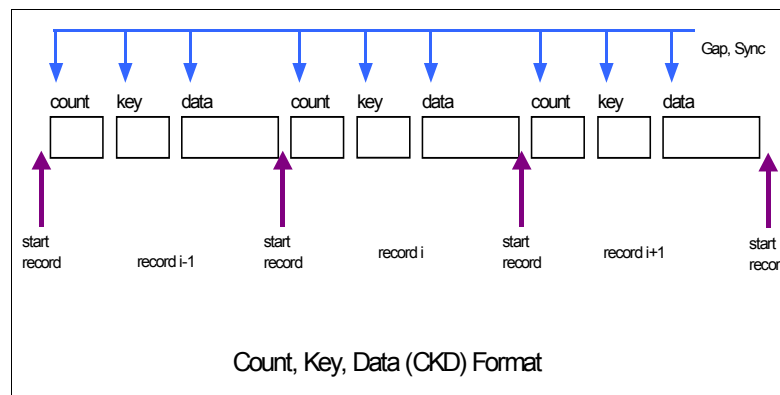 Gap, Sync
count key data count key data count key data
start record
start record
start record
start recor
record i-1 record i record i+1
Count, Key, Data (CKD) Format